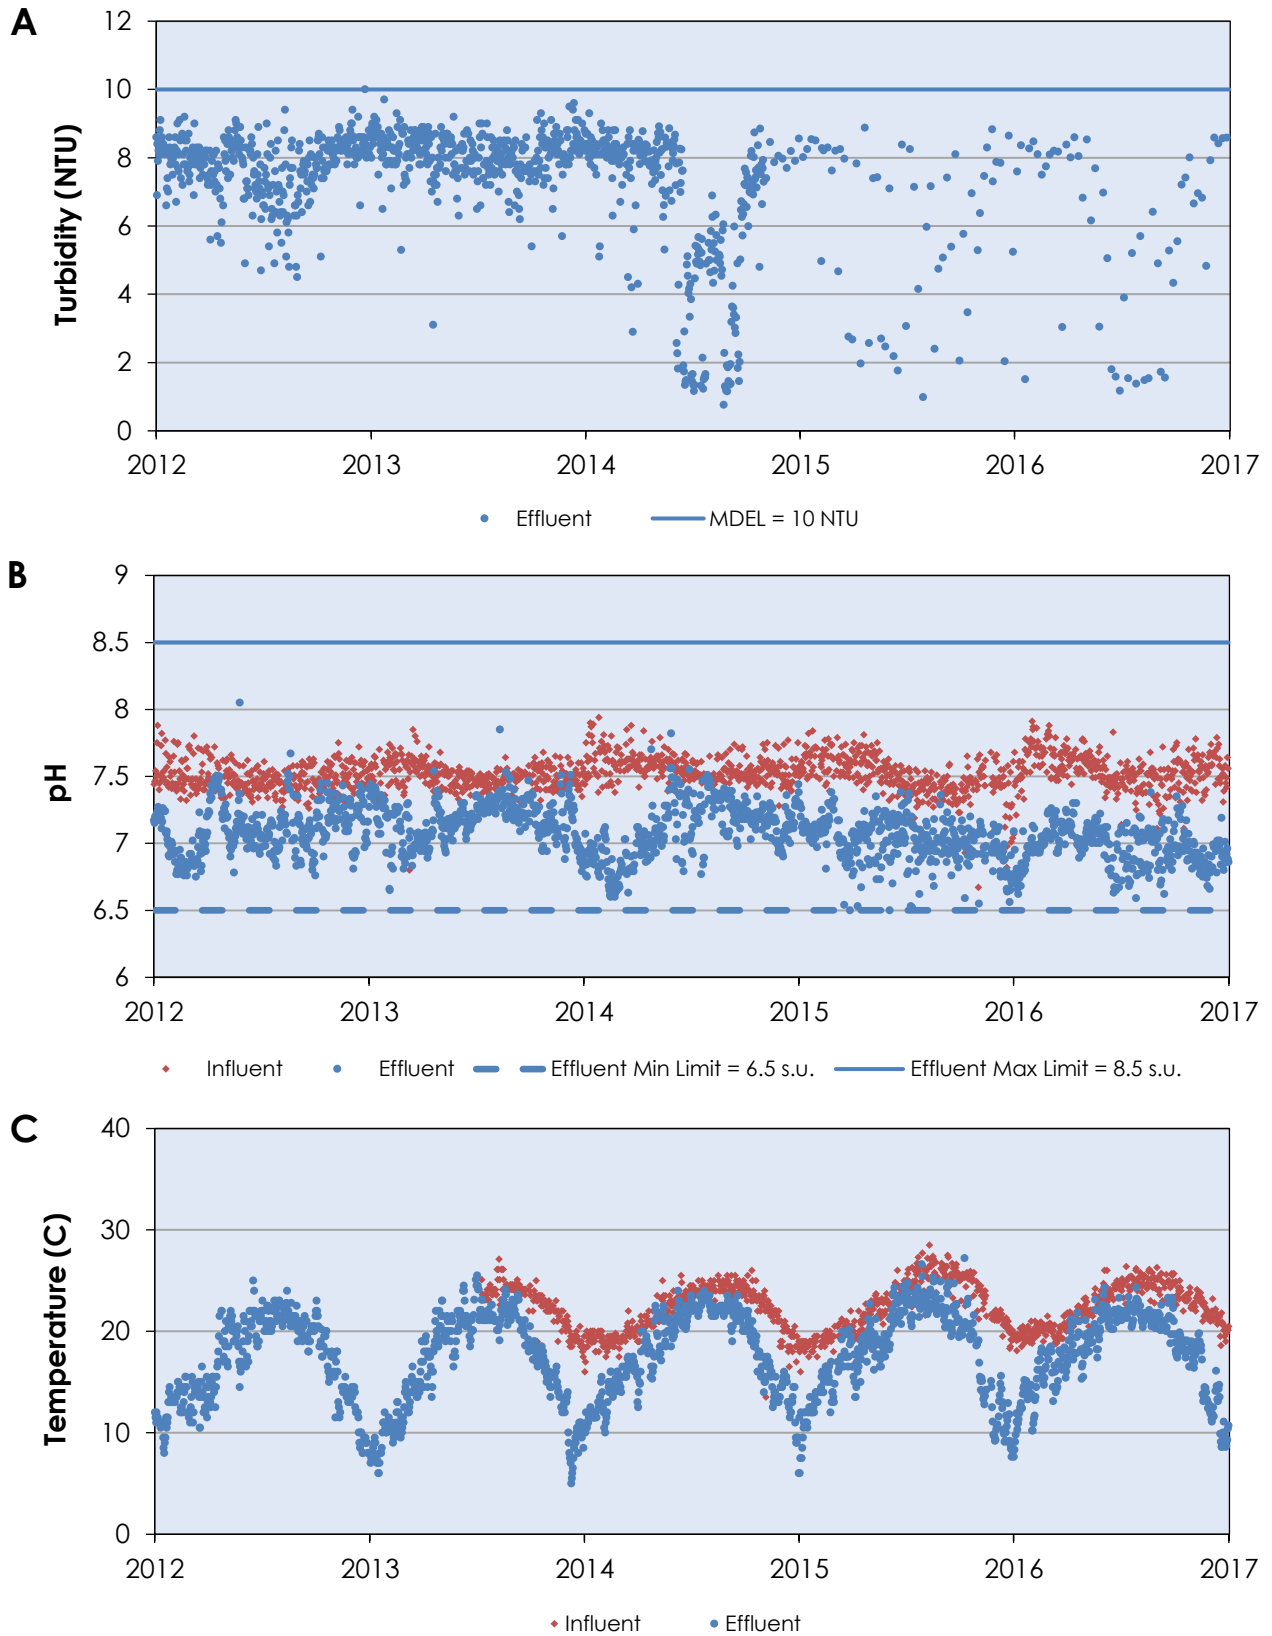 A
Turbidity (NTU)
12
10
8
6
4
2
0
2012 2013 2014 2015 2016 2017
Effluent MDEL = 10 NTU
B
pH
9
8.5
8
7.5
7
6.5
6
2012 2013 2014 2015 2016 2017
Influent Effluent Effluent Min Limit = 6.5 s.u. Effluent Max Limit = 8.5 s.u.
C
Temperature (C)
40
30
20
10
0
2012 2013 2014 2015 2016 2017
Influent Effluent